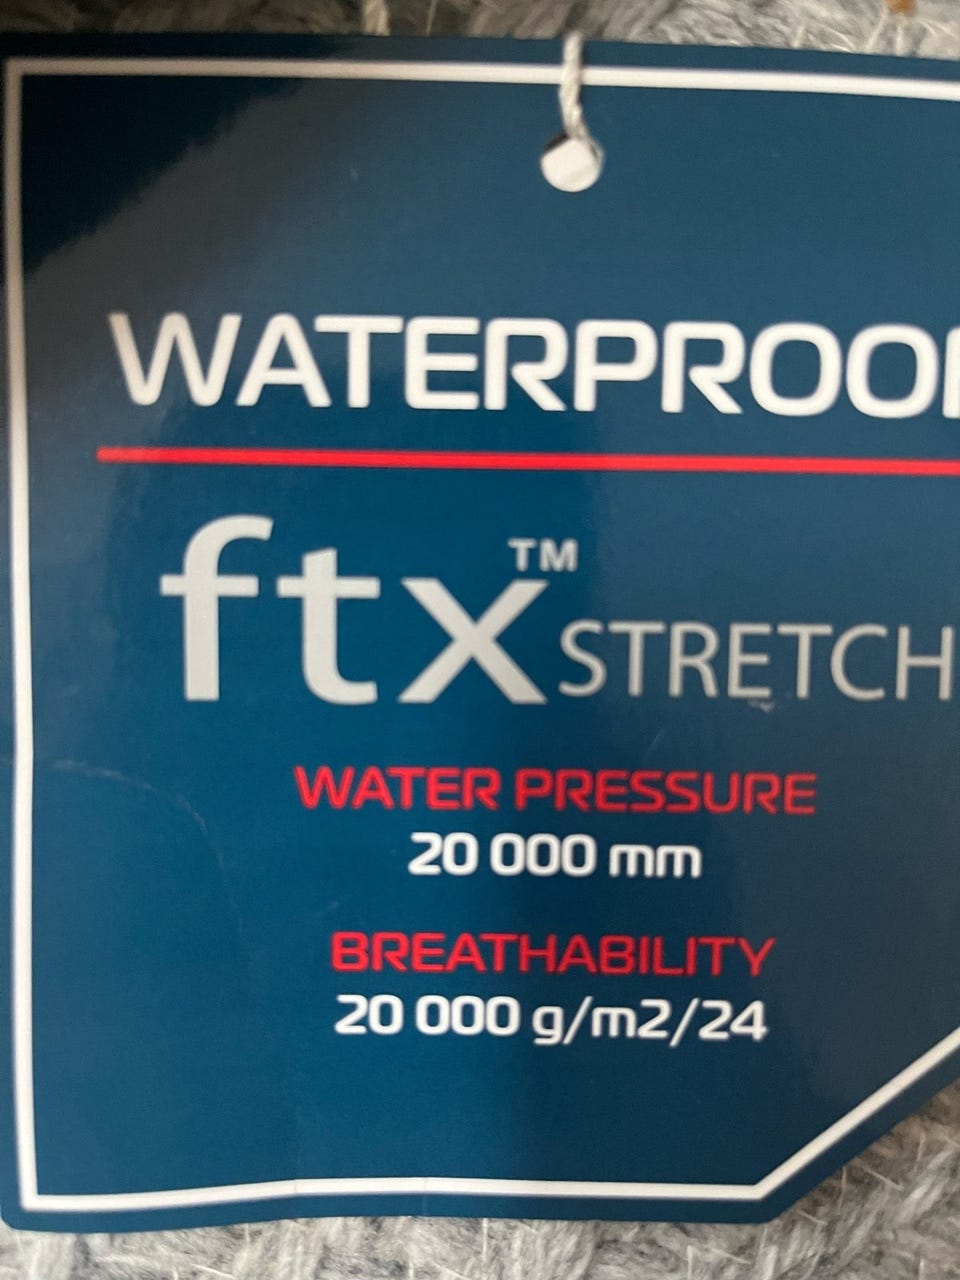 WATERPROOF
ftx™ STRETCH
WATER PRESSURE
20 000 mm
BREATHABILITY
20 000 g/m2/24